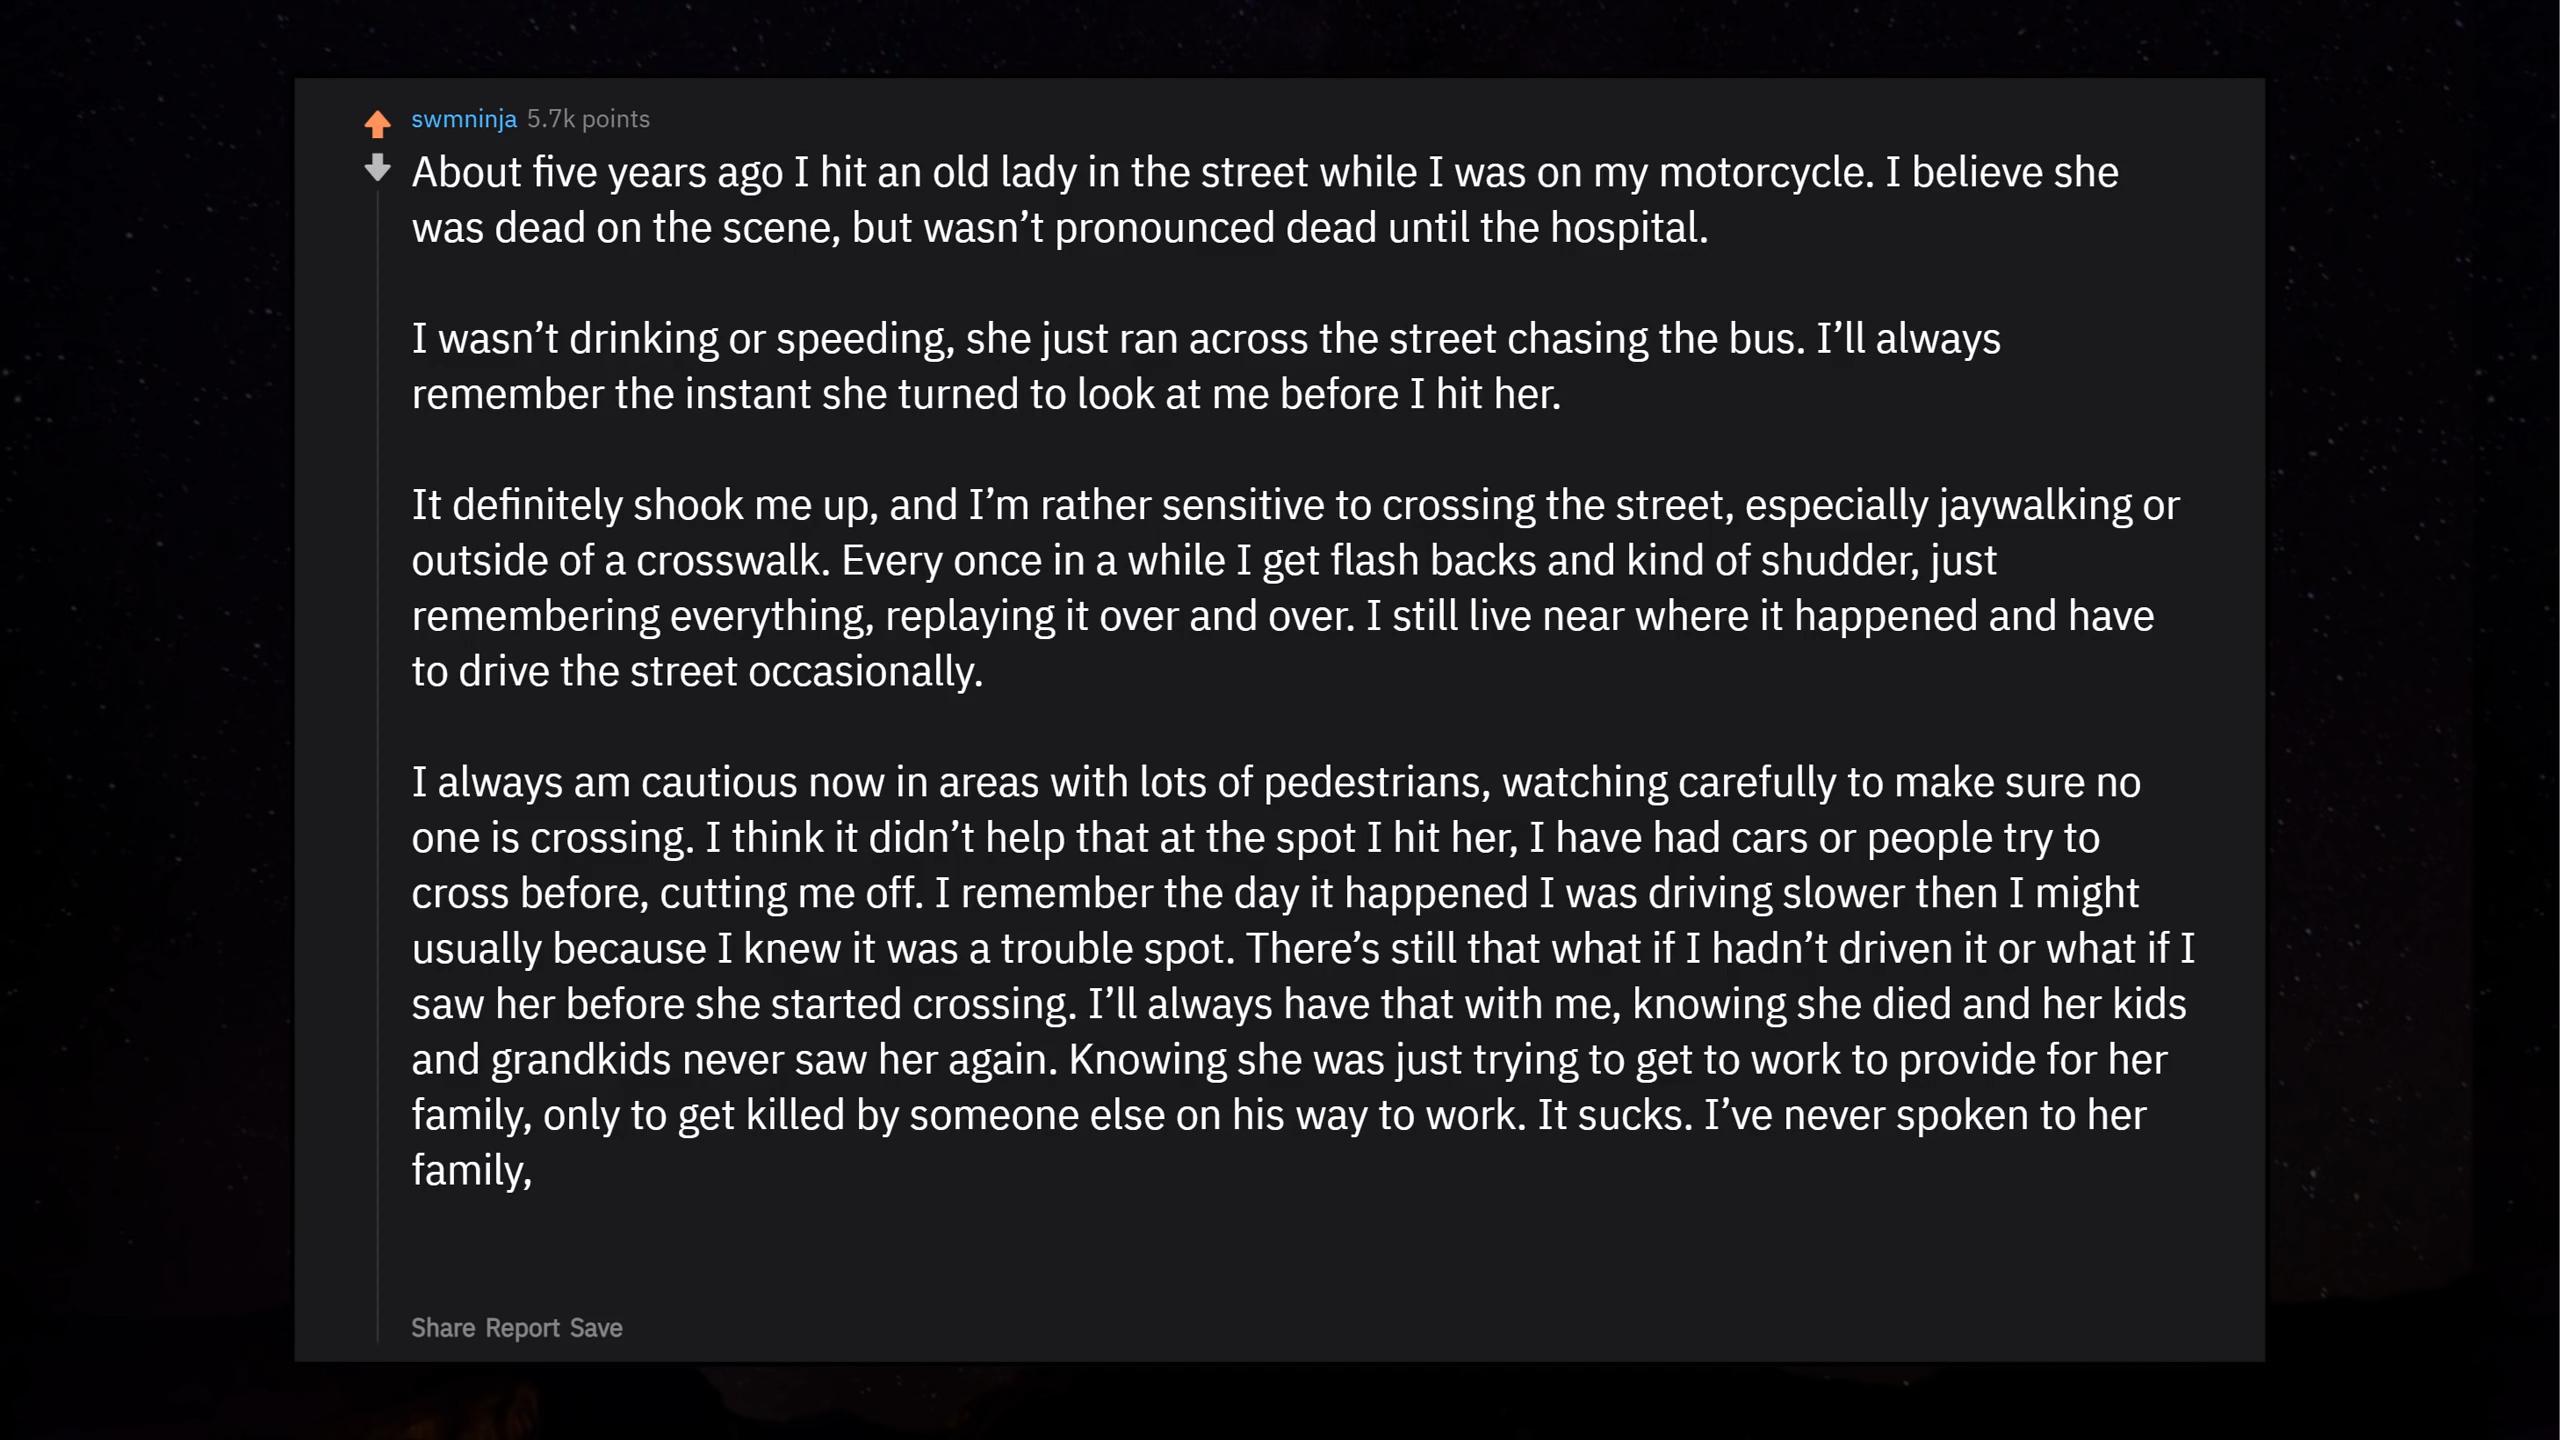 swmninja 5.7k points
About five years ago I hit an old lady in the street while I was on my motorcycle. I believe she
was dead on the scene, but wasn’t pronounced dead until the hospital.
I wasn’t drinking or speeding, she just ran across the street chasing the bus. I’ll always
remember the instant she turned to look at me before I hit her.
It definitely shook me up, and I’m rather sensitive to crossing the street, especially jaywalking or
outside of a crosswalk. Every once in a while I get flash backs and kind of shudder, just
remembering everything, replaying it over and over. I still live near where it happened and have
to drive the street occasionally.
I always am cautious now in areas with lots of pedestrians, watching carefully to make sure no
one is crossing. I think it didn’t help that at the spot I hit her, I have had cars or people try to
cross before, cutting me off. I remember the day it happened I was driving slower then I might
usually because I knew it was a trouble spot. There’s still that what if I hadn’t driven it or what if I
saw her before she started crossing. I’ll always have that with me, knowing she died and her kids
and grandkids never saw her again. Knowing she was just trying to get to work to provide for her
family, only to get killed by someone else on his way to work. It sucks. I’ve never spoken to her
family,
Share Report Save